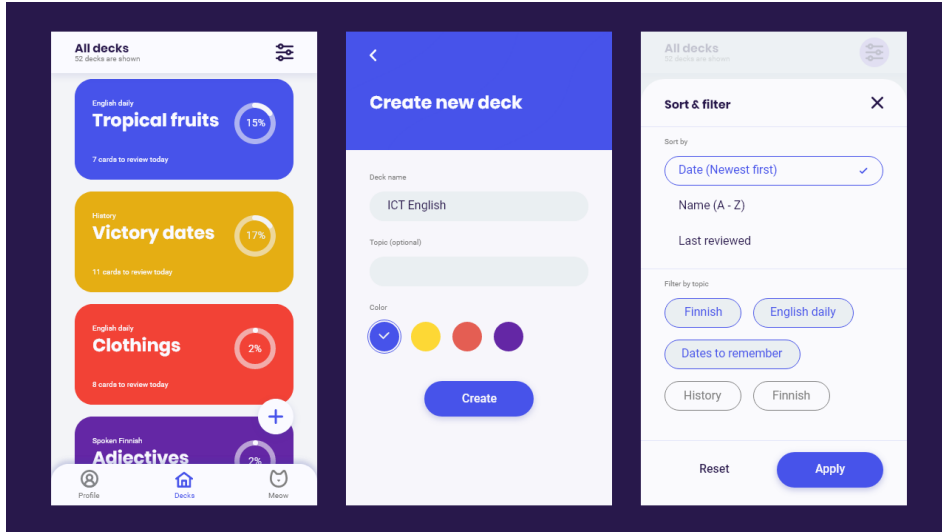 All decks
52 decks are shown
English daily
Tropical fruits
15%
7 cards to review today
History
Victory dates
17%
11 cards to review today
English daily
Clothings
2%
8 cards to review today
+
Spoken Finnish
Adjectives
2%
Profile
Decks
Meow
Create new deck
Deck name
ICT English
Topic (optional)
Color
Create
All decks
52 decks are shown
Sort & filter
Sort by
Date (Newest first)
Name (A - Z)
Last reviewed
Filter by topic
Finnish English daily
Dates to remember
History Finnish
Reset Apply